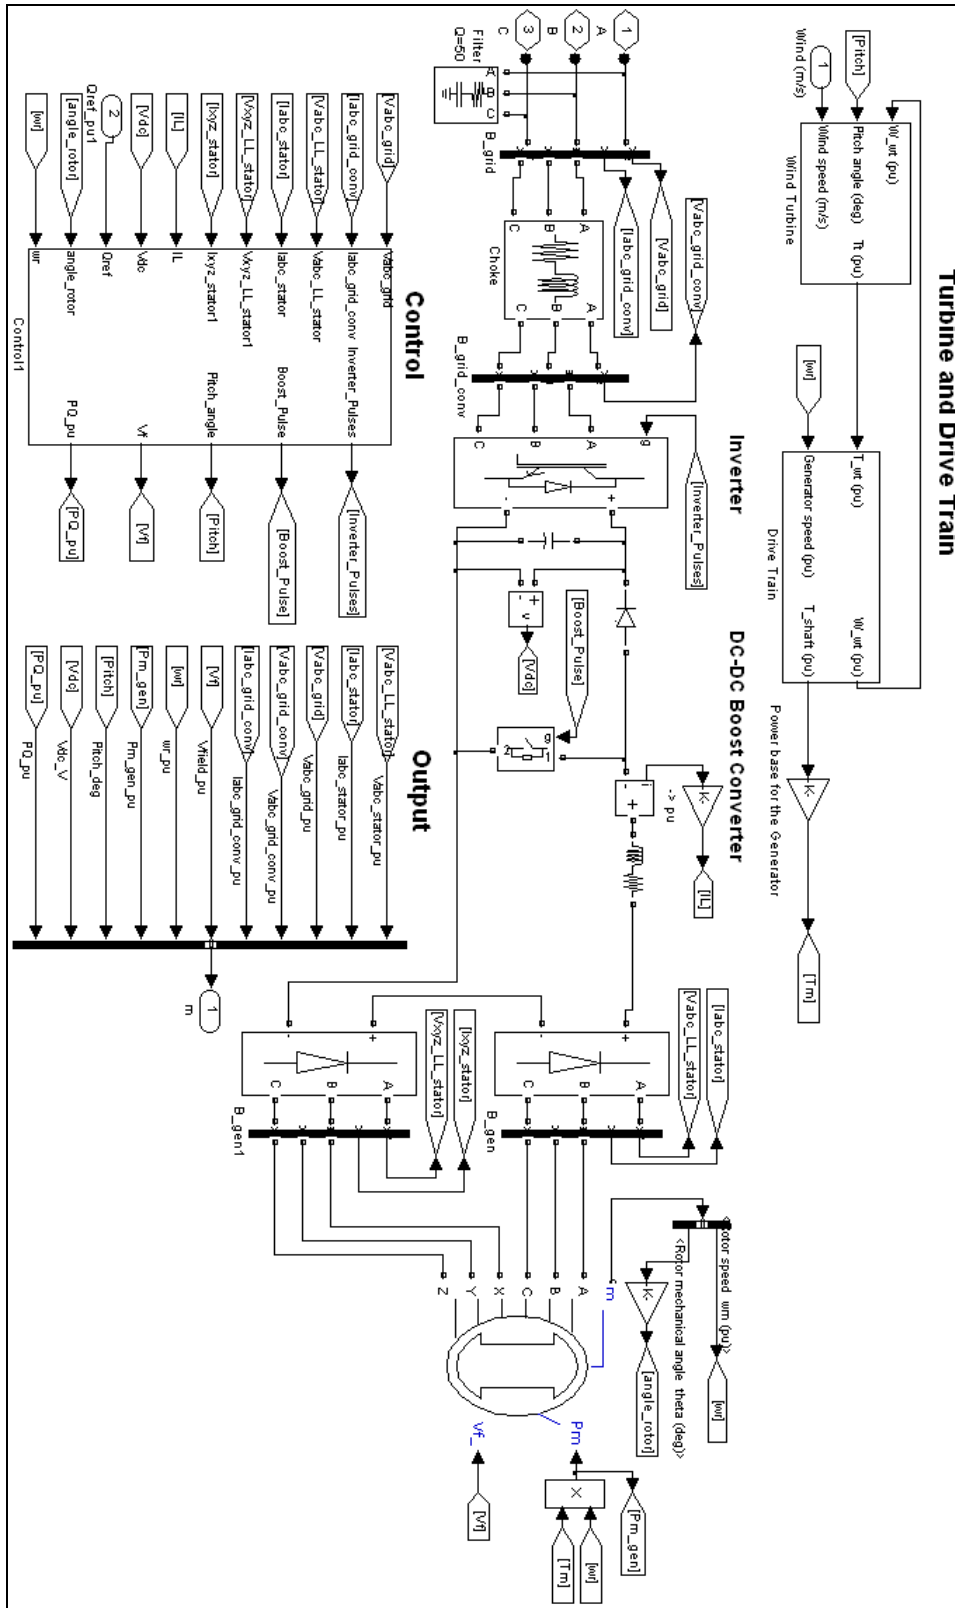 Turbine and Drive Train
W_wt (pu)
[Pitch]
Pitch angle (deg)
Tt (pu)
1
Wind (m/s)
Wind speed (m/s)
Wind Turbine
[wr]
T_wt (pu)
W_wt (pu)
Generator speed (pu)
T_shaft (pu)
Drive Train
-K-
Power base for the Generator
[Tm]
Inverter
DC-DC Boost Converter
1
A
2
B
3
C
Filter
Q=50
A
B
C
B_grid
[Iabc_grid_conv]
[Vabc_grid]
[Vabc_grid_conv]
A
B
C
Choke
A
B
C
B_grid_conv
[Inverter_Pulses]
g
A
B
C
+
-
+
-
v
[Vdc]
[Boost_Pulse]
g
1
2
i
+
-
-> pu
-K-
[IL]
+
-
A
B
C
B_gen
[Vabc_LL_stator]
[Iabc_stator]
+
-
A
B
C
B_gen1
[Vxyz_LL_stator]
[Ixyz_stator]
<Rotor speed wm (pu)>
[wr]
<Rotor mechanical angle theta (deg)>
-K-
[angle_rotor]
m
A
B
C
X
Y
Z
Pm
Vf_
[Pm_gen]
X
[wr]
[Tm]
[Vf]
Control
[Vabc_grid]
[Iabc_grid_conv]
[Vabc_LL_stator]
[Iabc_stator]
[Vxyz_LL_stator]
[Ixyz_stator]
[IL]
[Vdc]
2
Qref_pu1
[angle_rotor]
[wr]
Vabc_grid
Iabc_grid_conv
Vabc_LL_stator
Iabc_stator
Vxyz_LL_stator1
Ixyz_stator1
IL
Vdc
Qref
angle_rotor
wr
Inverter_Pulses
Boost_Pulse
Pitch_angle
Vf
PQ_pu
Control1
[Inverter_Pulses]
[Boost_Pulse]
[Pitch]
[Vf]
[PQ_pu]
Output
[Vabc_LL_stator]
Vabc_stator_pu
[Iabc_stator]
Iabc_stator_pu
[Vabc_grid]
Vabc_grid_pu
[Vabc_grid_conv]
Vabc_grid_conv_pu
[Iabc_grid_conv]
Iabc_grid_conv_pu
[Vf]
Vfield_pu
[wr]
wr_pu
[Pm_gen]
Pm_gen_pu
[Pitch]
Pitch_deg
[Vdc]
Vdc_V
[PQ_pu]
PQ_pu
1
m